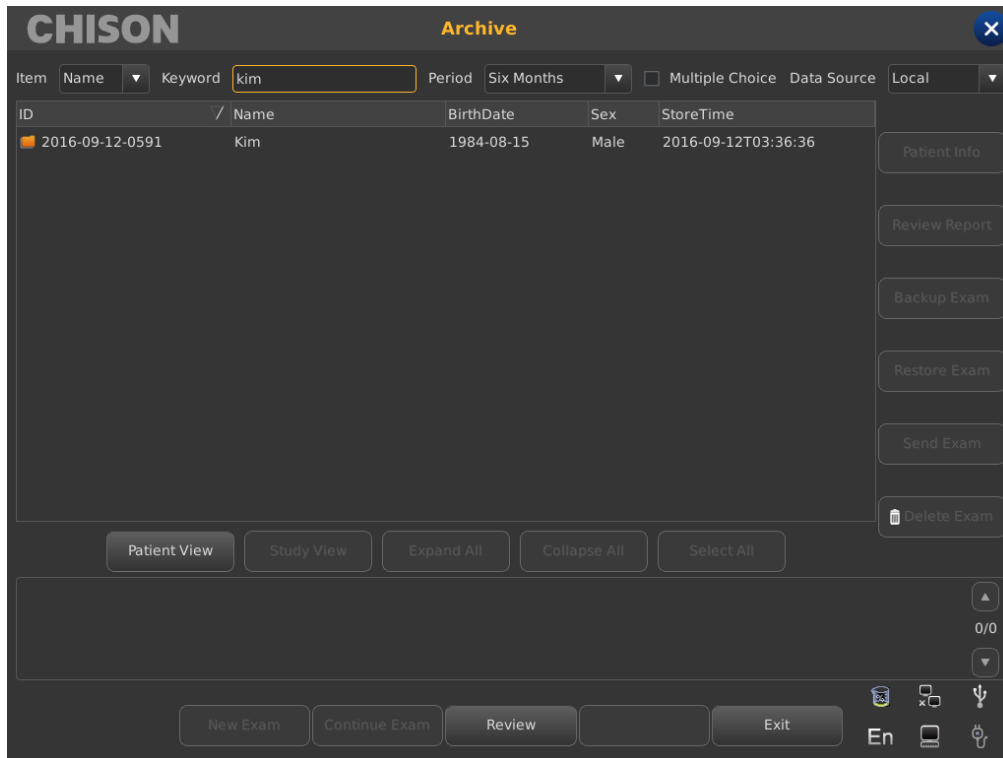 CHISON Archive
Item Name Keyword kim Period Six Months Multiple Choice Data Source Local
ID Name BirthDate Sex StoreTime
2016-09-12-0591 Kim 1984-08-15 Male 2016-09-12T03:36:36
Patient Info
Review Report
Backup Exam
Restore Exam
Send Exam
Delete Exam
Patient View Study View Expand All Collapse All Select All
0/0
New Exam Continue Exam Review Exit
En